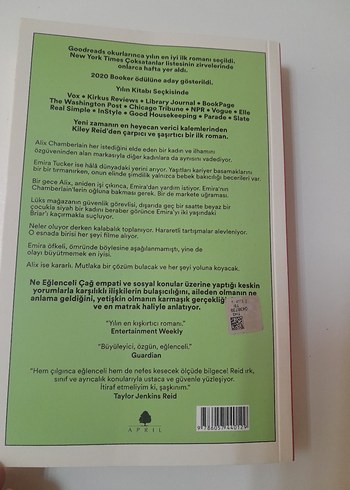 Goodreads okurlarınca yılın en iyi ilk romanı seçildi.
New York Times Çoksatanlar listesinin zirvelerinde
onlarca hafta yer aldı.
2020 Booker ödülüne aday gösterildi.
Yılın Kitabı Seçkisinde
Vox • Kirkus Reviews • Library Journal • BookPage
The Washington Post • Chicago Tribune • NPR • Vogue • Elle
Real Simple • InStyle • Good Housekeeping • Parade • Slate
Yeni zamanın en heyecan verici kalemlerinden
Kiley Reid'den çarpıcı ve şaşırtıcı bir ilk roman.
Alix Chamberlain her istediğini elde eden bir kadın ve ilhamını
özgüveninden alan markasıyla diğer kadınlara da aynısını vadediyor.
Emira Tucker ise hâlâ dünyadaki yerini arıyor. Yaşıtları kariyer basamaklarını
bir bir tırmanırken, onun elinde şimdilik yalnızca bebek bakıcılığı becerileri var.
Bir gece Alix, aniden işi çıkınca, Emira'dan yardım istiyor. Emira'nın
Chamberlain'lerin oğluna bakması gerek. Bir de markete uğraması.
Lüks mağazanın güvenlik görevlisi, dışarıda geç bir saatte beyaz bir
çocukla siyah bir kadını beraber görünce Emira'yı iki yaşındaki
Briar'ı kaçırmakla suçluyor.
Neler oluyor derken kalabalık toplanıyor. Hararetli tartışmalar alevleniyor.
O esnada birisi her şeyi filme alıyor.
Emira öfkeli, ömründe böylesine aşağılanmamıştı, yine de
olayı büyütmemek en iyisi.
Alix ise kararlı. Mutlaka bir çözüm bulacak ve her şeyi yoluna koyacak.
Ne Eğlenceli Çağ empati ve sosyal konular üzerine yaptığı keskin
yorumlarla karşılıklı ilişkilerin bulaşıcılığını, aileden olmanın ne
anlama geldiğini, yetişkin olmanın karmaşık gerçekliğ
ve en matrak haliyle anlatıyor.
"Yılın en kışkırtıcı romanı."
Entertainment Weekly
"Büyüleyici, özgün, eğlenceli."
Guardian
"Hem çılgınca eğlenceli hem de nefes kesecek ölçüde bilgece! Reid ırk,
sınıf ve ayrıcalık konularıyla ustaca ve güvenle yüzleşiyor.
İtiraf etmeliyim ki, şaşkınım."
Taylor Jenkins Reid
APRIL
9786057440136